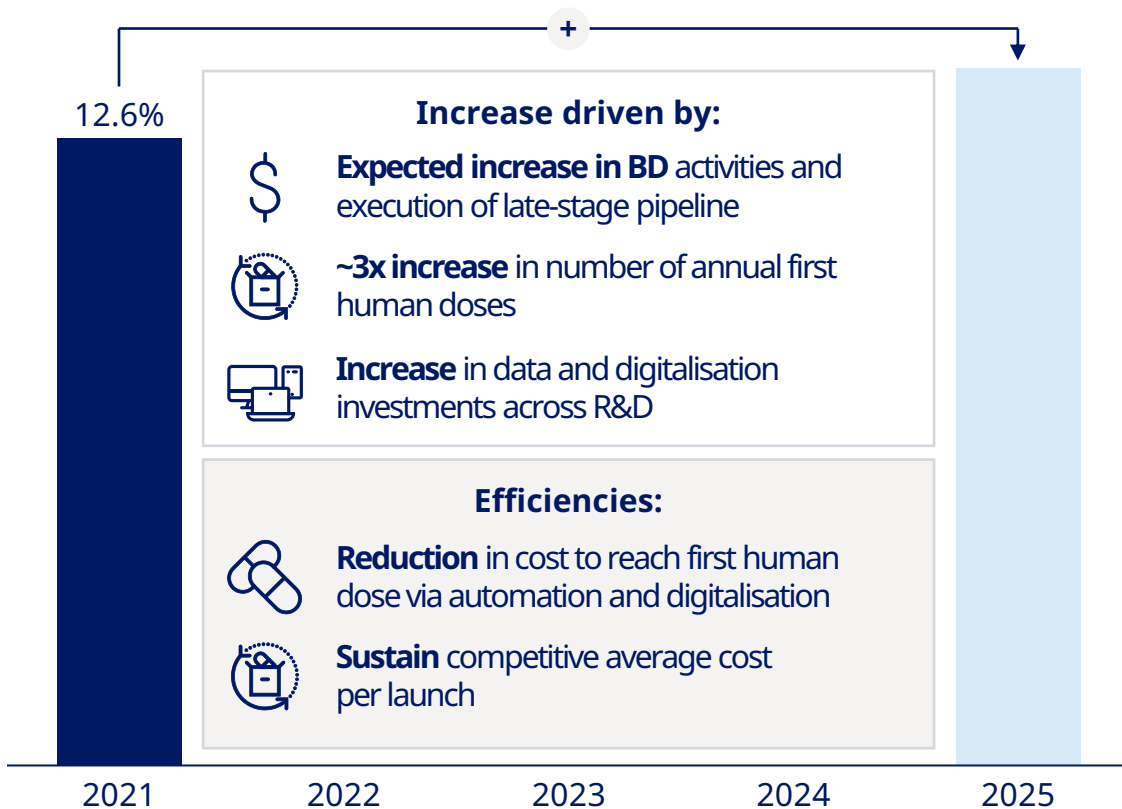 +
12.6%
Increase driven by:
Expected increase in BD activities and
execution of late-stage pipeline
~3x increase in number of annual first
human doses
Increase in data and digitalisation
investments across R&D
Efficiencies:
Reduction in cost to reach first human
dose via automation and digitalisation
Sustain competitive average cost
per launch
2021 2022 2023 2024 2025